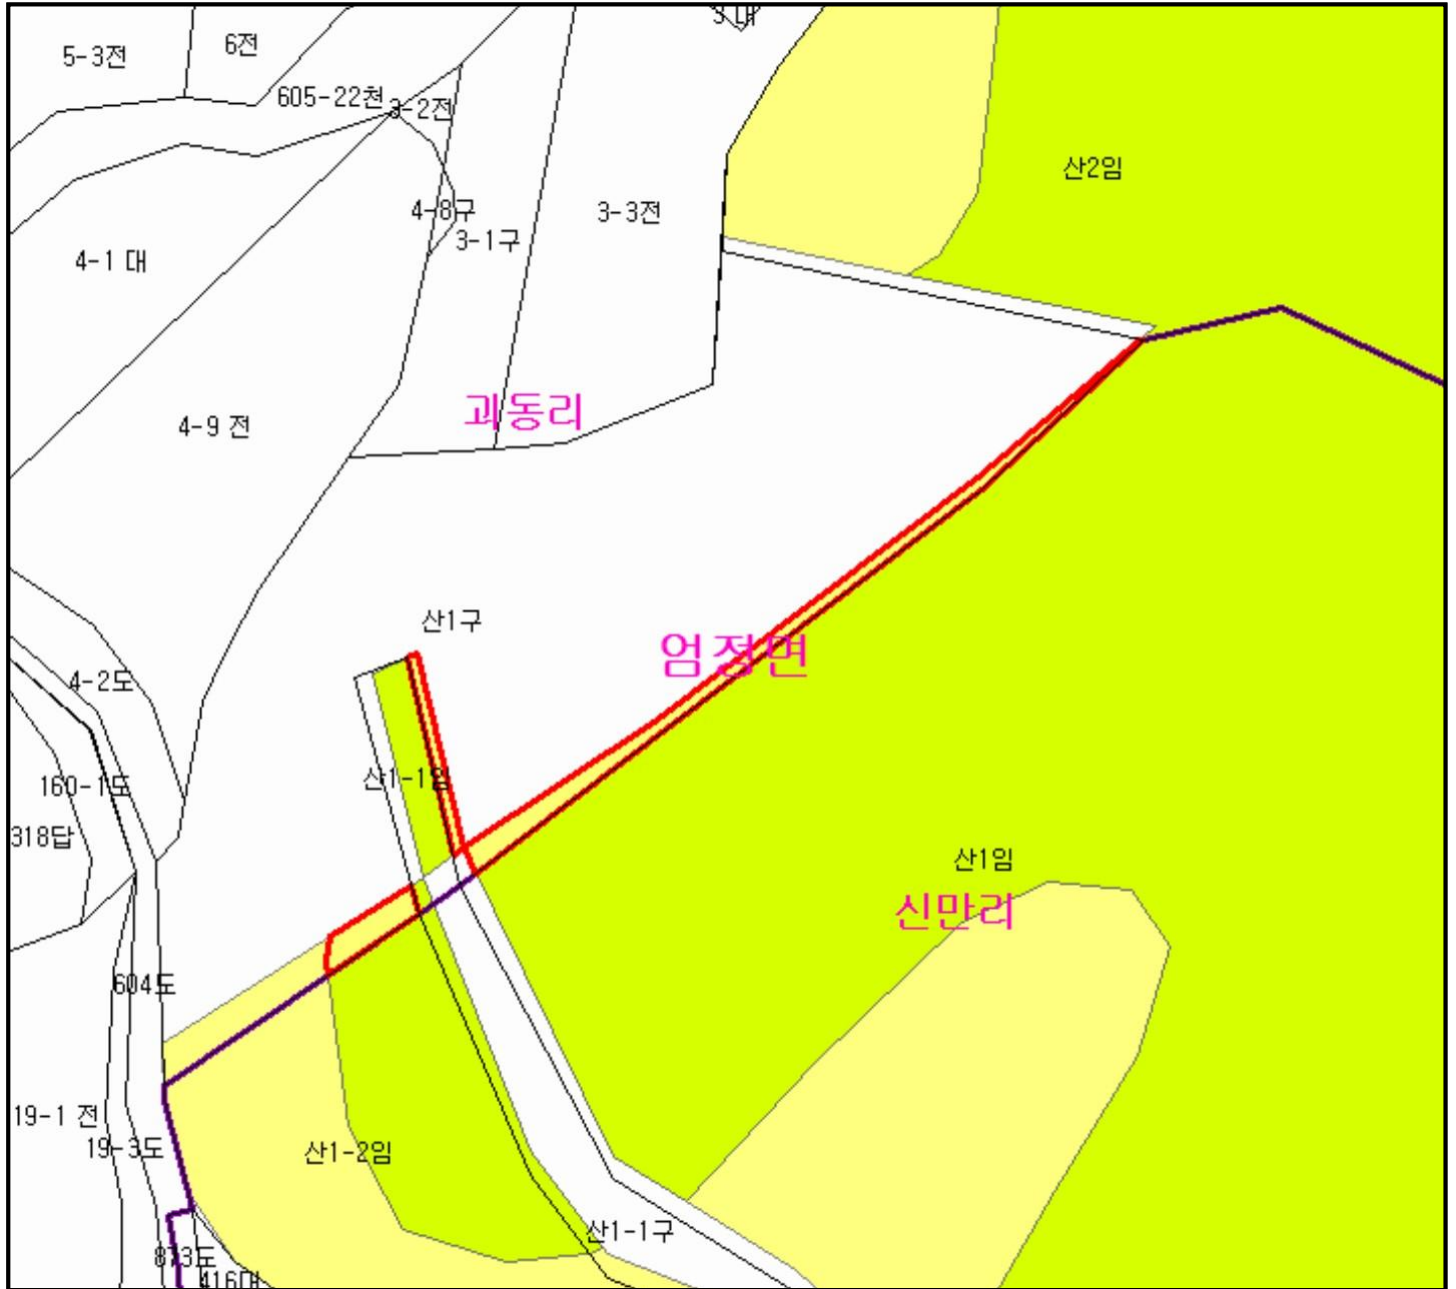 3대
6전
5-3전
605-22천
3-2전
산2임
4-8구
3-3전
3-1구
4-1 대
괴동리
4-9 전
산1구
엄정면
4-2도
산1-1임
160-1도
318답
산1임
신만리
604도
19-1 전
19-3도
산1-2임
산1-1구
873도
416대